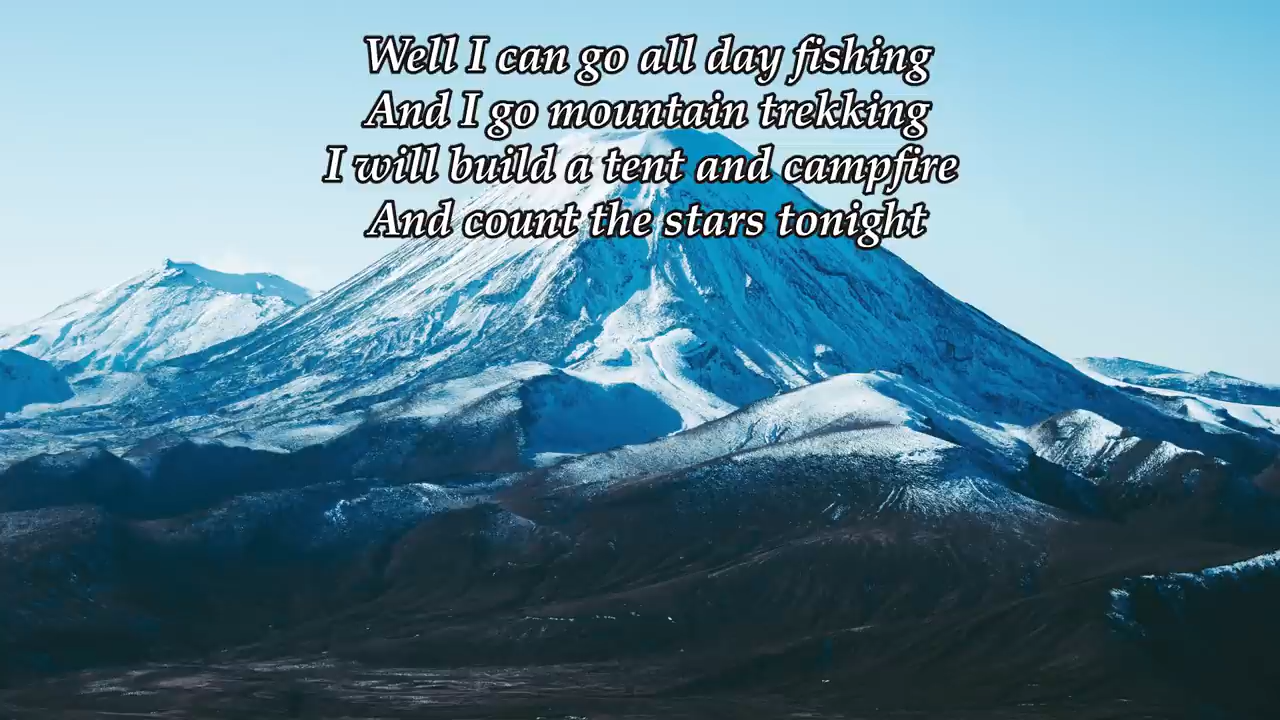 Well I can go all day fishing
And I go mountain trekking
I will build a tent and campfire
And count the stars tonight